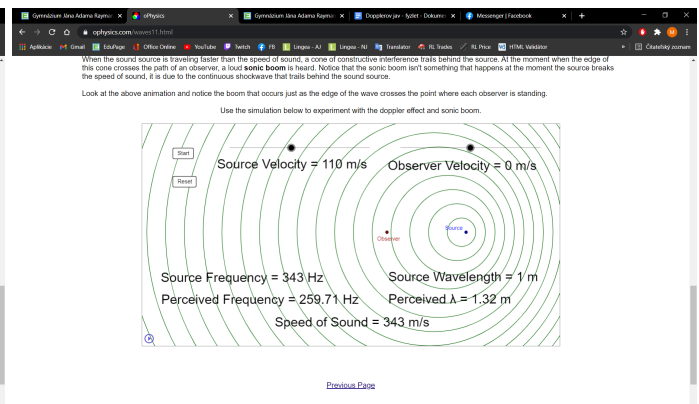 Gymnázium Jána Adama Rayma
oPhysics
Gymnázium Jána Adama Rayma
Dopplerov jav - fyzlet - Dokume
Messenger | Facebook
ophysics.com/waves11.html
Aplikácie
Gmail
EduPage
Office Online
YouTube
Twitch
FB
Lingea - AJ
Lingea - NJ
Translator
RL Trades
RL Price
HTML Validátor
Čitateľský zoznam
When the sound source is traveling faster than the speed of sound, a cone of constructive interference trails behind the source. At the moment when the edge of
this cone crosses the path of an observer, a loud sonic boom is heard. Notice that the sonic boom isn't something that happens at the moment the source breaks
the speed of sound, it is due to the continuous shockwave that trails behind the sound source.
Look at the above animation and notice the boom that occurs just as the edge of the wave crosses the point where each observer is standing.
Use the simulation below to experiment with the doppler effect and sonic boom.
Start
Source Velocity = 110 m/s
Observer Velocity = 0 m/s
Reset
Source
Observer
Source Frequency = 343 Hz
Source Wavelength = 1 m
Perceived Frequency = 259.71 Hz
Perceived λ = 1.32 m
Speed of Sound = 343 m/s
Previous Page